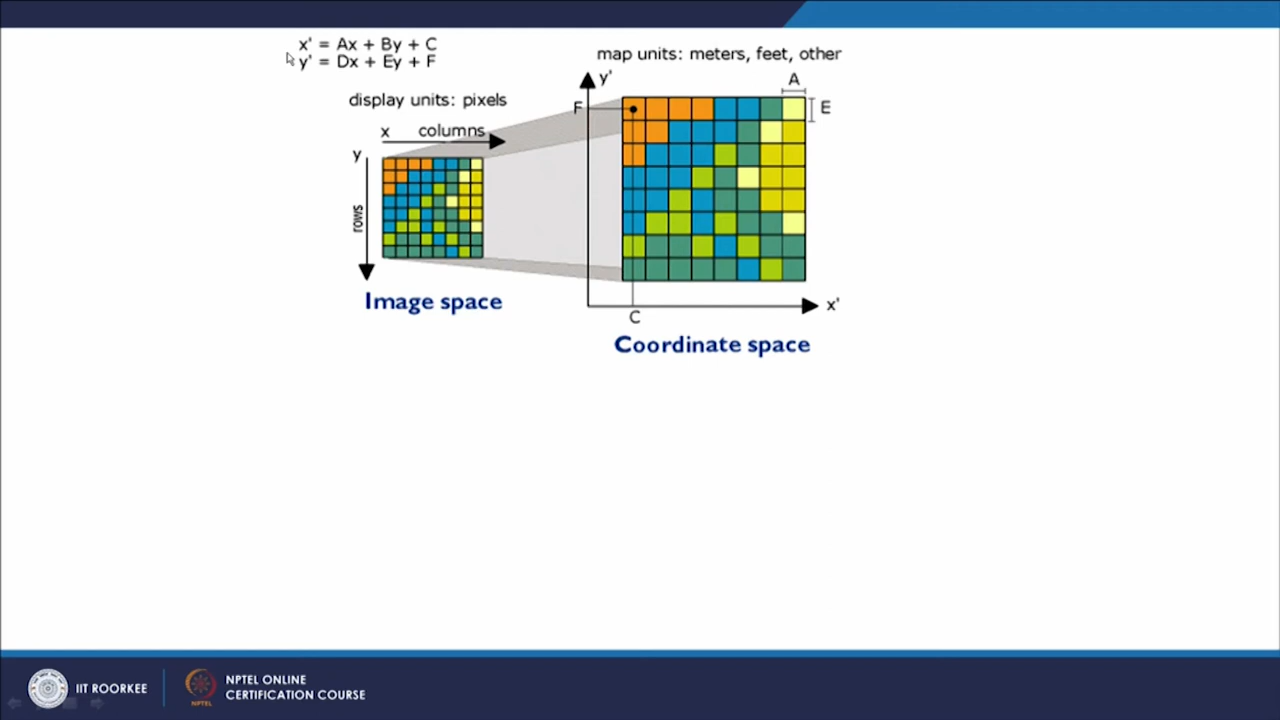 x' = Ax + By + C
y' = Dx + Ey + F
map units: meters, feet, other
display units: pixels
x columns
y
rows
Image space
y'
A
F
E
C
x'
Coordinate space
IIT ROORKEE
NPTEL ONLINE
CERTIFICATION COURSE
NPTEL